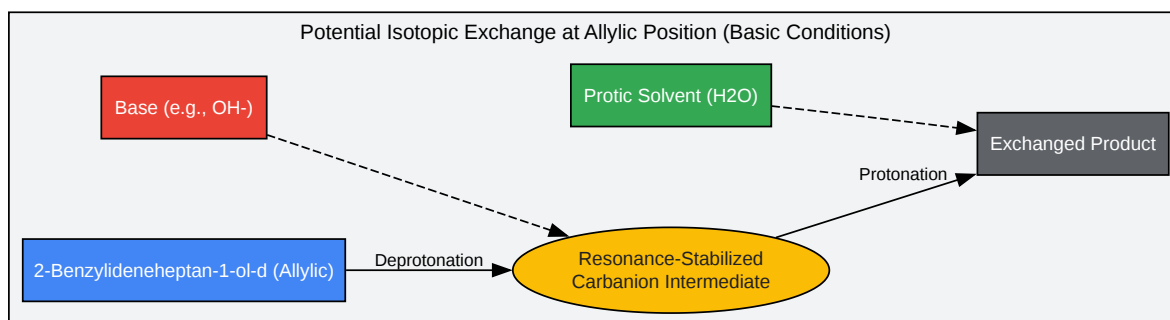 Potential Isotopic Exchange at Allylic Position (Basic Conditions)
Base (e.g., OH-)
Protic Solvent (H2O)
Exchanged Product
Protonation
2-Benzylideneheptan-1-ol-d (Allylic)
Deprotonation
Resonance-Stabilized
Carbanion Intermediate